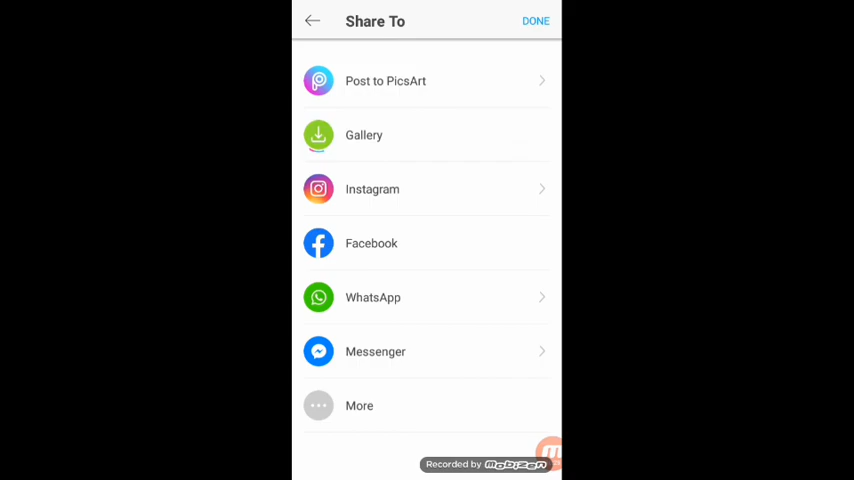 Share To
DONE
Post to PicsArt
Gallery
Instagram
Facebook
WhatsApp
Messenger
More
Recorded by mobizen